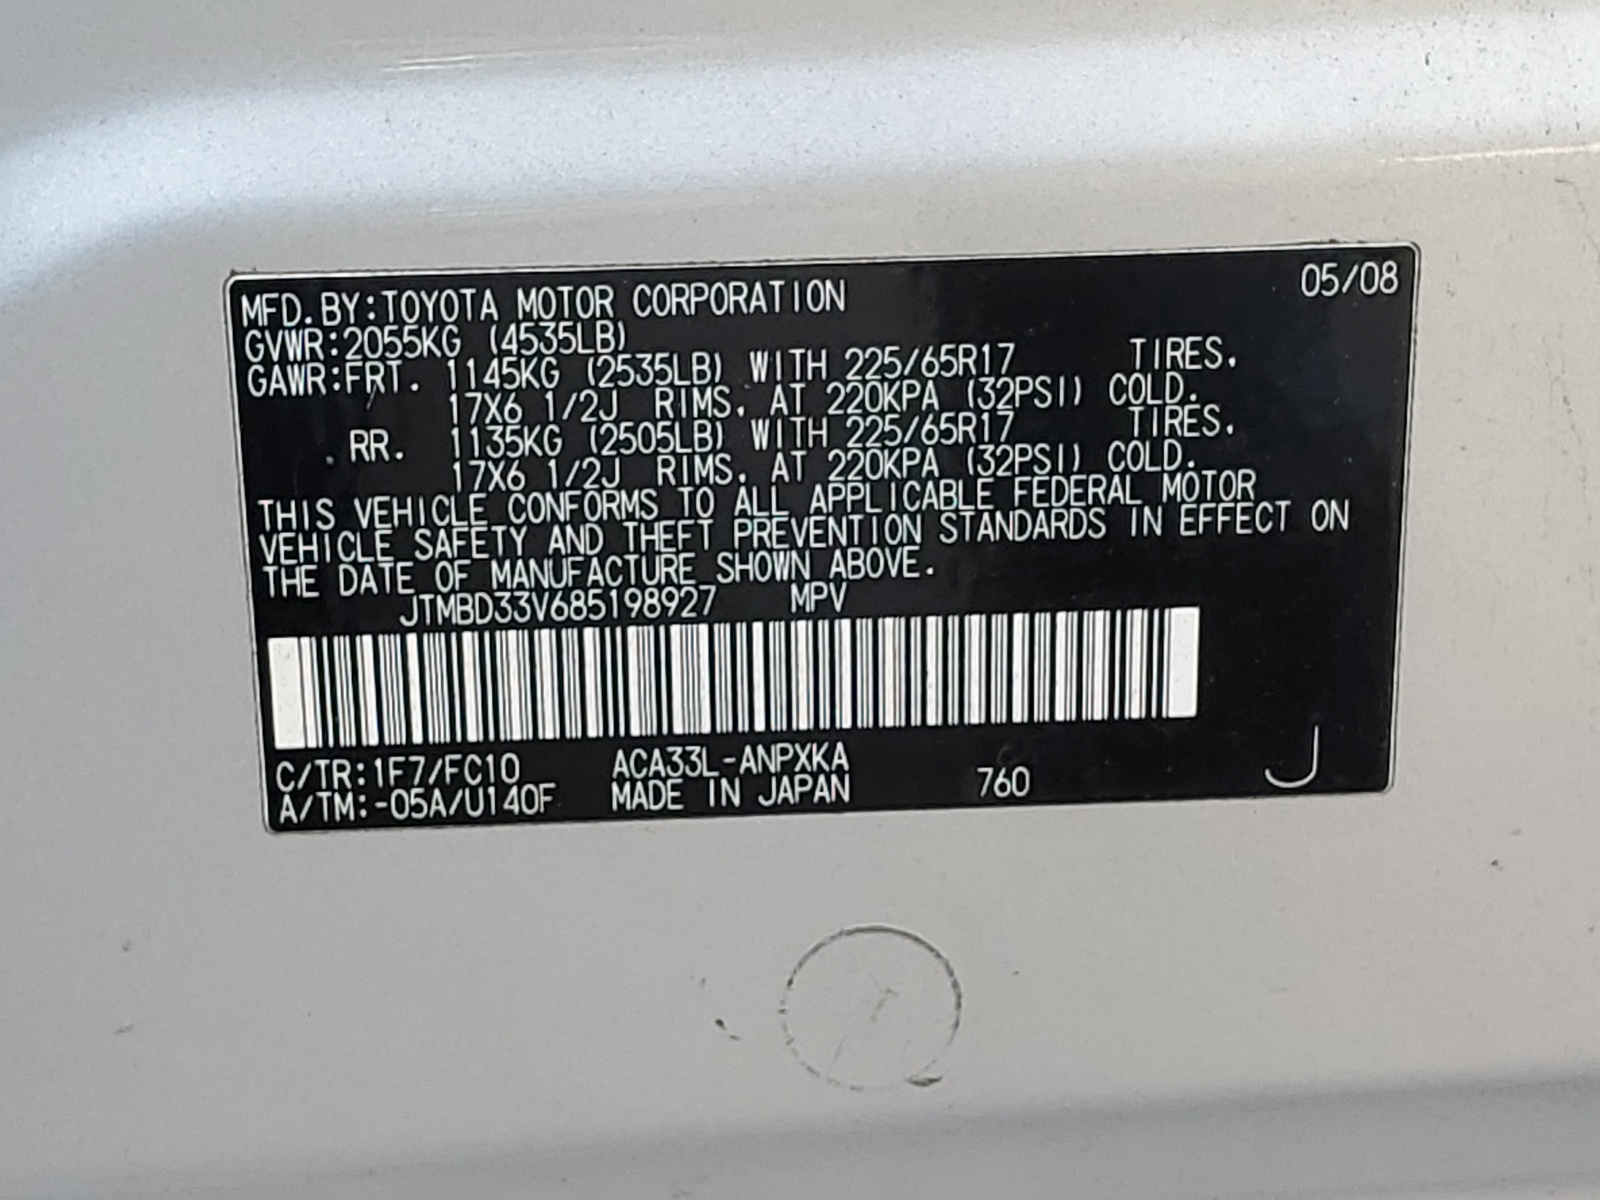 05/08
MFD. BY:TOYOTA MOTOR CORPORATION
GVWR:2055KG (4535LB)
GAWR:FRT. 1145KG (2535LB) WITH 225/65R17 TIRES.
17X6 1/2J RIMS, AT 220KPA (32PSI) COLD.
RR. 1135KG (2505LB) WITH 225/65R17 TIRES,
17X6 1/2J RIMS, AT 220KPA (32PSI) COLD.
THIS VEHICLE CONFORMS TO ALL APPLICABLE FEDERAL MOTOR
VEHICLE SAFETY AND THEFT PREVENTION STANDARDS IN EFFECT ON
THE DATE OF MANUFACTURE SHOWN ABOVE.
JTMBD33V685198927 MPV
C/TR:1F7/FC10 ACA33L-ANPXKA
A/TM:-05A/U140F MADE IN JAPAN 760 J